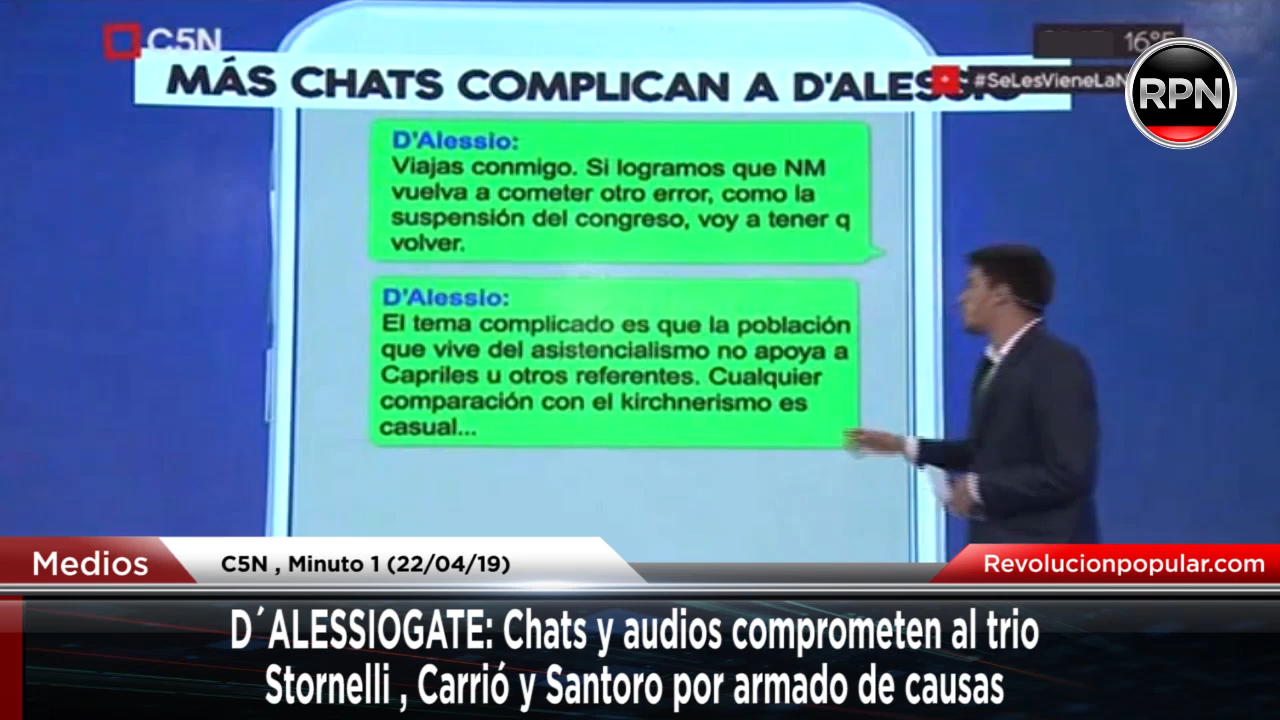 C5N
16°
MÁS CHATS COMPLICAN A D'ALESSIO
#SeLesVieneLaN
RPN
D'Alessio:
Viajas conmigo. Si logramos que NM
vuelva a cometer otro error, como la
suspensión del congreso, voy a tener q
volver.
D'Alessio:
El tema complicado es que la población
que vive del asistencialismo no apoya a
Capriles u otros referentes. Cualquier
comparación con el kirchnerismo es
casual...
Medios
C5N , Minuto 1 (22/04/19)
Revolucionpopular.com
D´ALESSIOGATE: Chats y audios comprometen al trio
Stornelli , Carrió y Santoro por armado de causas